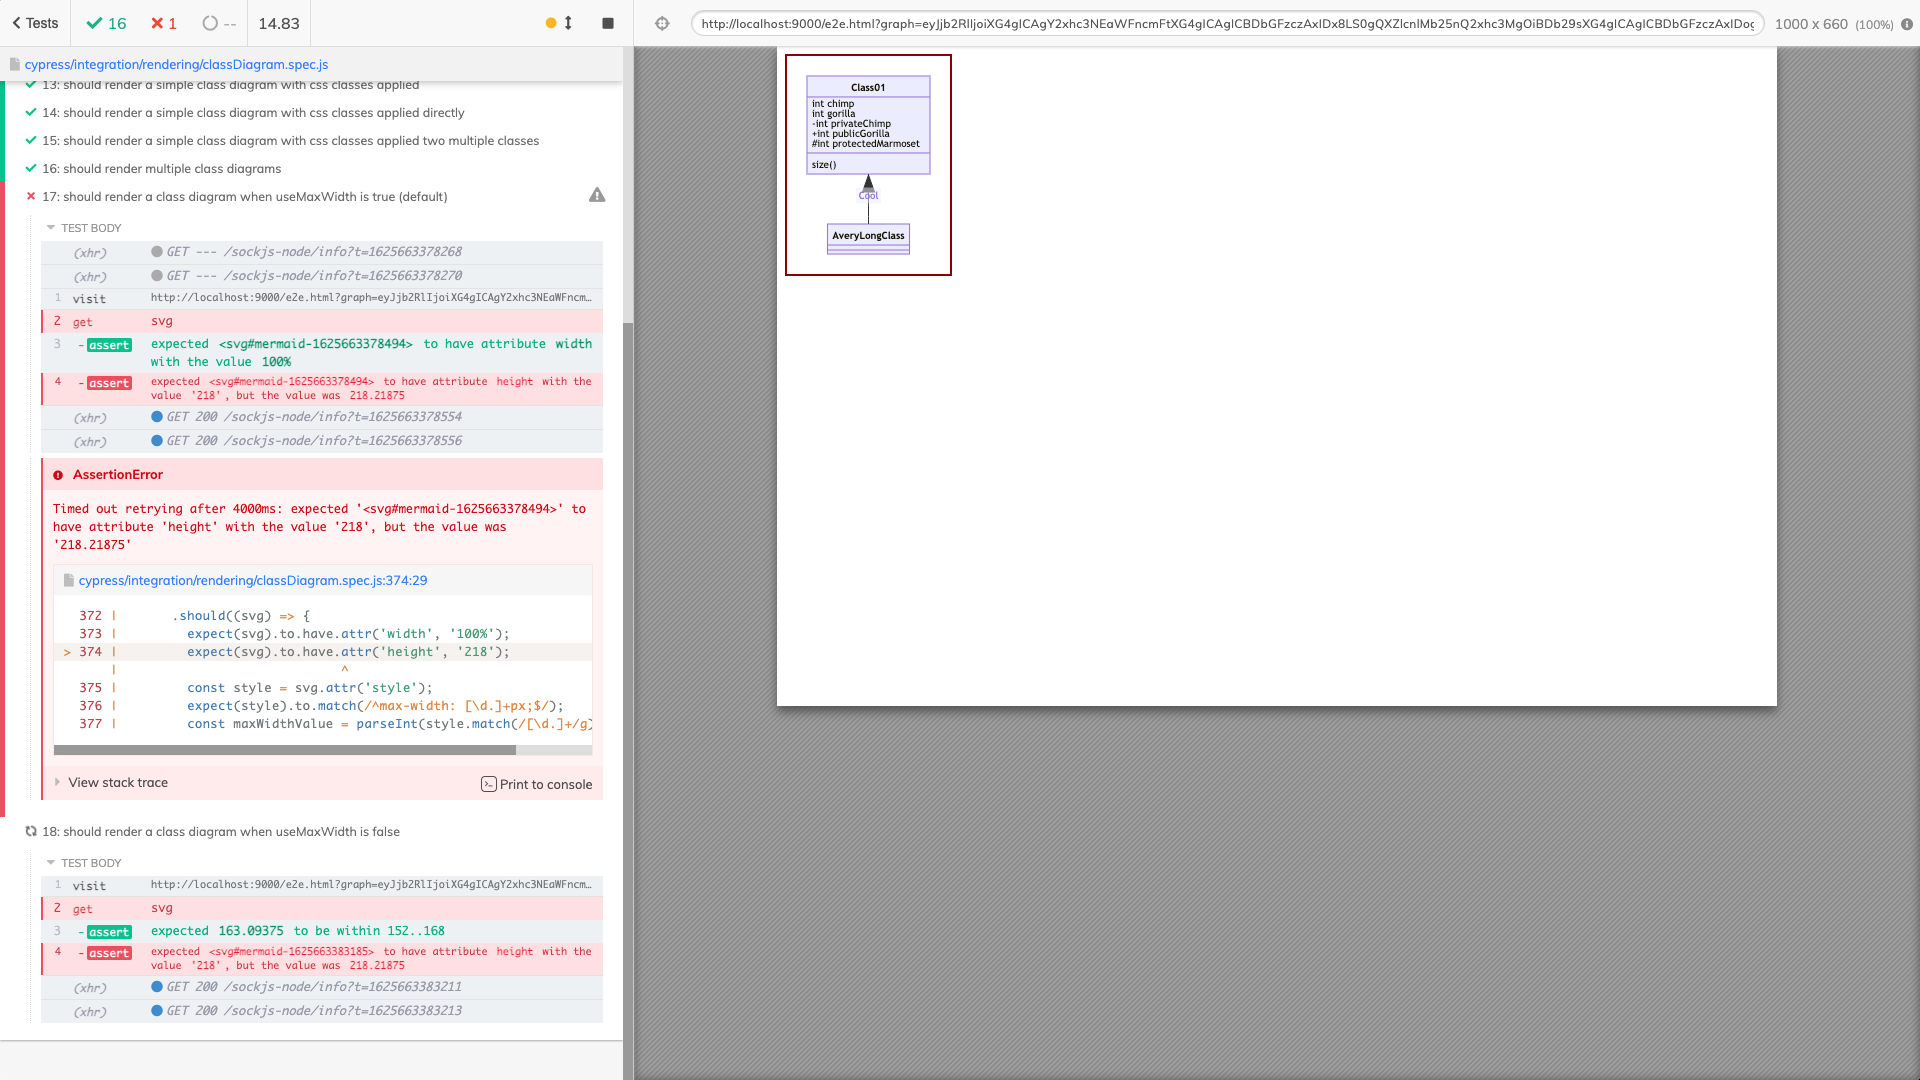 Tests
16
1
--
14.83
cypress/integration/rendering/classDiagram.spec.js
13: should render a simple class diagram with css classes applied
14: should render a simple class diagram with css classes applied directly
15: should render a simple class diagram with css classes applied two multiple classes
16: should render multiple class diagrams
17: should render a class diagram when useMaxWidth is true (default)
TEST BODY
(xhr) GET --- /sockjs-node/info?t=1625663378268
(xhr) GET --- /sockjs-node/info?t=1625663378270
1 visit http://localhost:9000/e2e.html?graph=eyJjb2RlIjoiXG4gICAgY2xhc3NEaWFncm…
2 get svg
3 -assert expected <svg#mermaid-1625663378494> to have attribute width
with the value 100%
4 -assert expected <svg#mermaid-1625663378494> to have attribute height with the
value '218', but the value was 218.21875
(xhr) GET 200 /sockjs-node/info?t=1625663378554
(xhr) GET 200 /sockjs-node/info?t=1625663378556
AssertionError
Timed out retrying after 4000ms: expected '<svg#mermaid-1625663378494>' to
have attribute 'height' with the value '218', but the value was
'218.21875'
cypress/integration/rendering/classDiagram.spec.js:374:29
372 | .should((svg) => {
373 | expect(svg).to.have.attr('width', '100%');
> 374 | expect(svg).to.have.attr('height', '218');
| ^
375 | const style = svg.attr('style');
376 | expect(style).to.match(/^max-width: [\d.]+px;$/);
377 | const maxWidthValue = parseInt(style.match(/[\d.]+/g)
View stack trace
Print to console
18: should render a class diagram when useMaxWidth is false
TEST BODY
1 visit http://localhost:9000/e2e.html?graph=eyJjb2RlIjoiXG4gICAgY2xhc3NEaWFncm…
2 get svg
3 -assert expected 163.09375 to be within 152..168
4 -assert expected <svg#mermaid-1625663383185> to have attribute height with the
value '218', but the value was 218.21875
(xhr) GET 200 /sockjs-node/info?t=1625663383211
(xhr) GET 200 /sockjs-node/info?t=1625663383213
http://localhost:9000/e2e.html?graph=eyJjb2RlIjoiXG4gICAgY2xhc3NEaWFncmFtXG4gICAgICBDbGFzczAxIDx8LS0gQXZlcnlMb25nQ2xhc3MgOiBDb29sXG4gICAgICBDbGFzczAxIDog
1000 x 660 (100%)
Class01
int chimp
int gorilla
-int privateChimp
+int publicGorilla
#int protectedMarmoset
size()
Cool
AveryLongClass